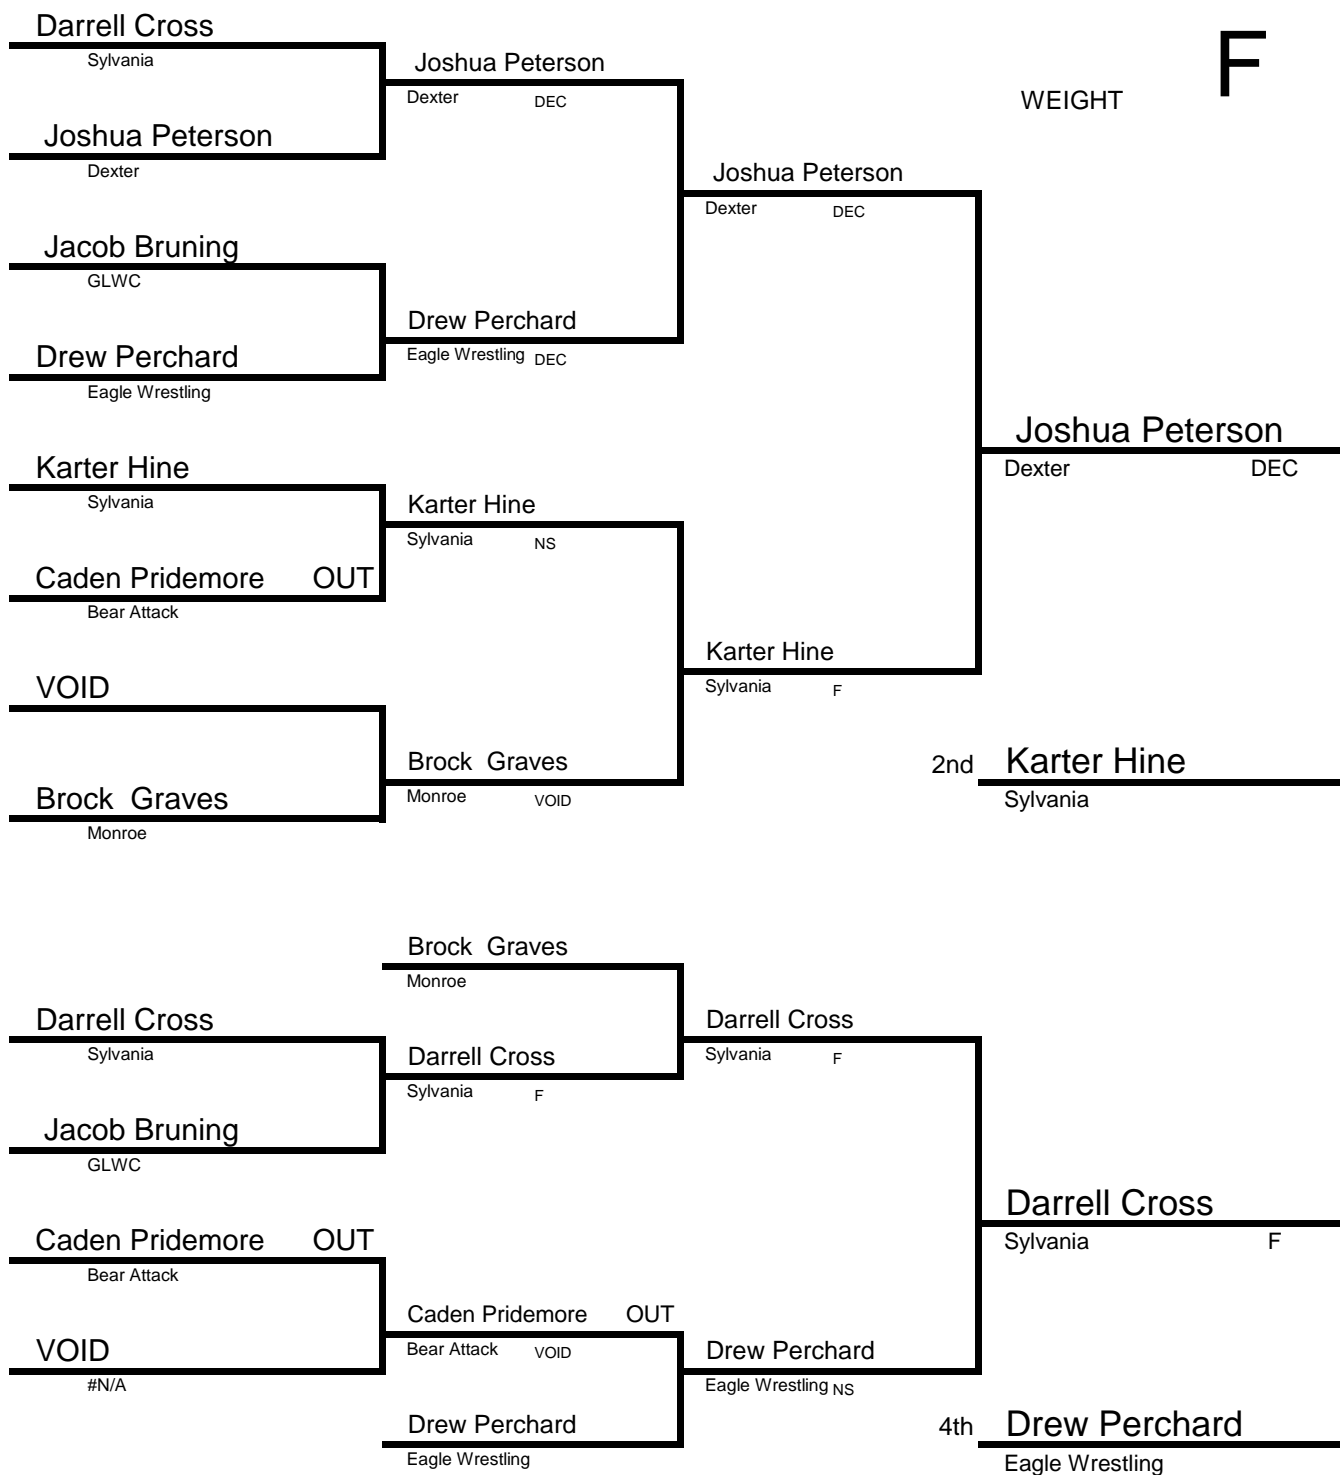 Darrell Cross
Sylvania
Joshua Peterson
Dexter DEC
F
WEIGHT
Joshua Peterson
Dexter
Joshua Peterson
Dexter DEC
Jacob Bruning
GLWC
Drew Perchard
Eagle Wrestling DEC
Drew Perchard
Eagle Wrestling
Joshua Peterson
Dexter DEC
Karter Hine
Sylvania
Karter Hine
Sylvania NS
Caden Pridemore OUT
Bear Attack
Karter Hine
Sylvania F
VOID
Brock  Graves
Monroe VOID
2nd Karter Hine
Sylvania
Brock  Graves
Monroe
Brock  Graves
Monroe
Darrell Cross
Sylvania
Darrell Cross
Sylvania F
Darrell Cross
Sylvania F
Jacob Bruning
GLWC
Darrell Cross
Sylvania F
Caden Pridemore OUT
Bear Attack
Caden Pridemore OUT
Bear Attack VOID
VOID
#N/A
Drew Perchard
Eagle Wrestling NS
Drew Perchard
Eagle Wrestling
4th Drew Perchard
Eagle Wrestling